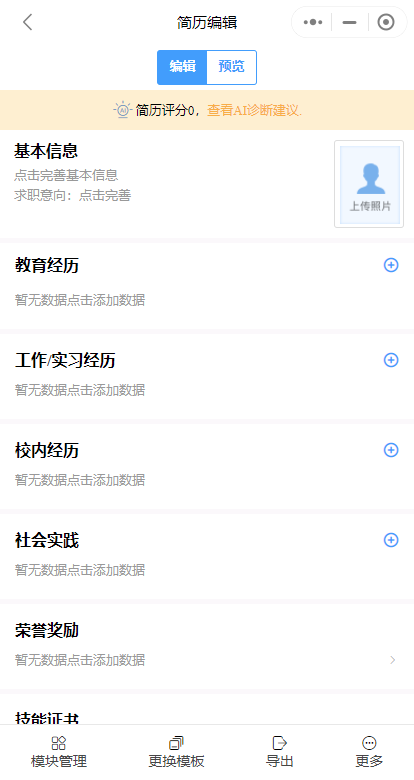 简历编辑
编辑 预览
AI 简历评分0，查看AI诊断建议.
基本信息
点击完善基本信息
求职意向：点击完善
上传照片
教育经历
暂无数据点击添加数据
工作/实习经历
暂无数据点击添加数据
校内经历
暂无数据点击添加数据
社会实践
暂无数据点击添加数据
荣誉奖励
暂无数据点击添加数据
技能证书
模块管理 更换模板 导出 更多